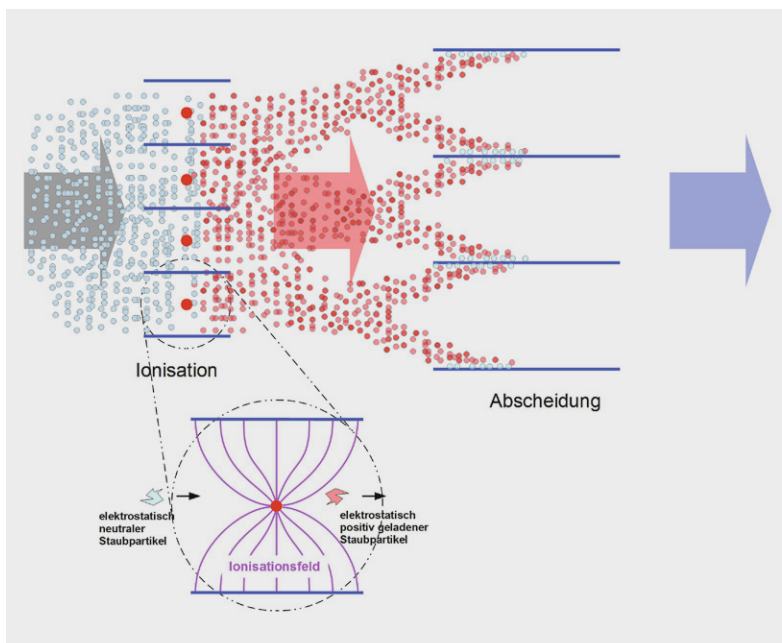 Ionisation
Abscheidung
elektrostatisch
neutraler
Staubpartikel
elektrostatisch
positiv geladener
Staubpartikel
Ionisationsfeld